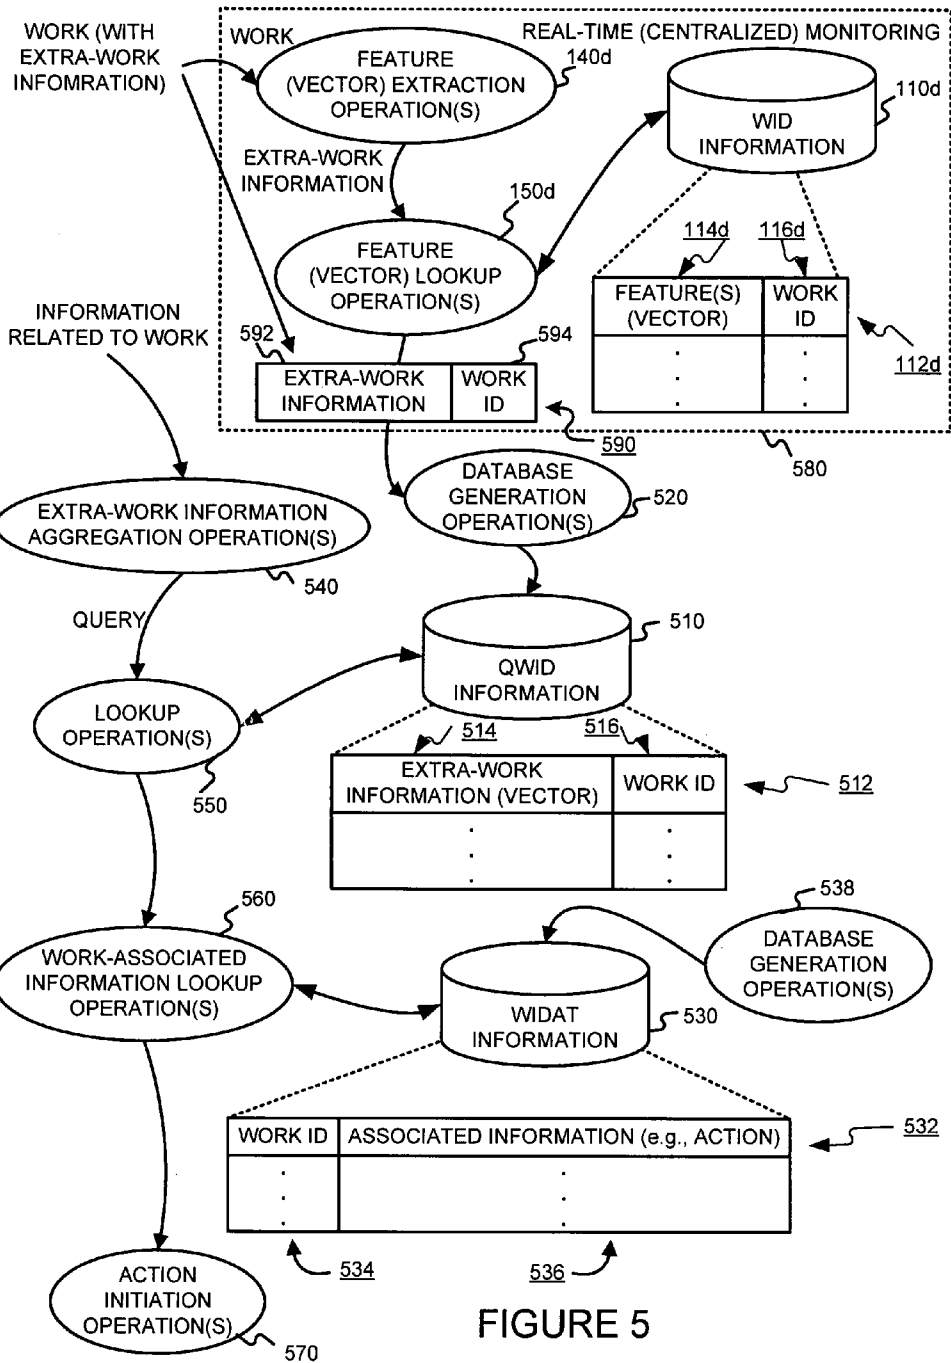 WORK (WITH
EXTRA-WORK
INFOMRATION)
WORK
REAL-TIME (CENTRALIZED) MONITORING
FEATURE
(VECTOR) EXTRACTION
OPERATION(S)
140d
WID
INFORMATION
110d
EXTRA-WORK
INFORMATION
150d
FEATURE
(VECTOR) LOOKUP
OPERATION(S)
114d
116d
FEATURE(S)
(VECTOR)
WORK
ID
112d
INFORMATION
RELATED TO WORK
592
594
EXTRA-WORK
INFORMATION
WORK
ID
590
580
DATABASE
GENERATION
OPERATION(S)
520
EXTRA-WORK INFORMATION
AGGREGATION OPERATION(S)
540
QUERY
510
QWID
INFORMATION
LOOKUP
OPERATION(S)
550
514
516
EXTRA-WORK
INFORMATION (VECTOR)
WORK ID
512
560
538
WORK-ASSOCIATED
INFORMATION LOOKUP
OPERATION(S)
DATABASE
GENERATION
OPERATION(S)
WIDAT
INFORMATION
530
WORK ID
ASSOCIATED INFORMATION (e.g., ACTION)
532
534
536
ACTION
INITIATION
OPERATION(S)
570
FIGURE 5